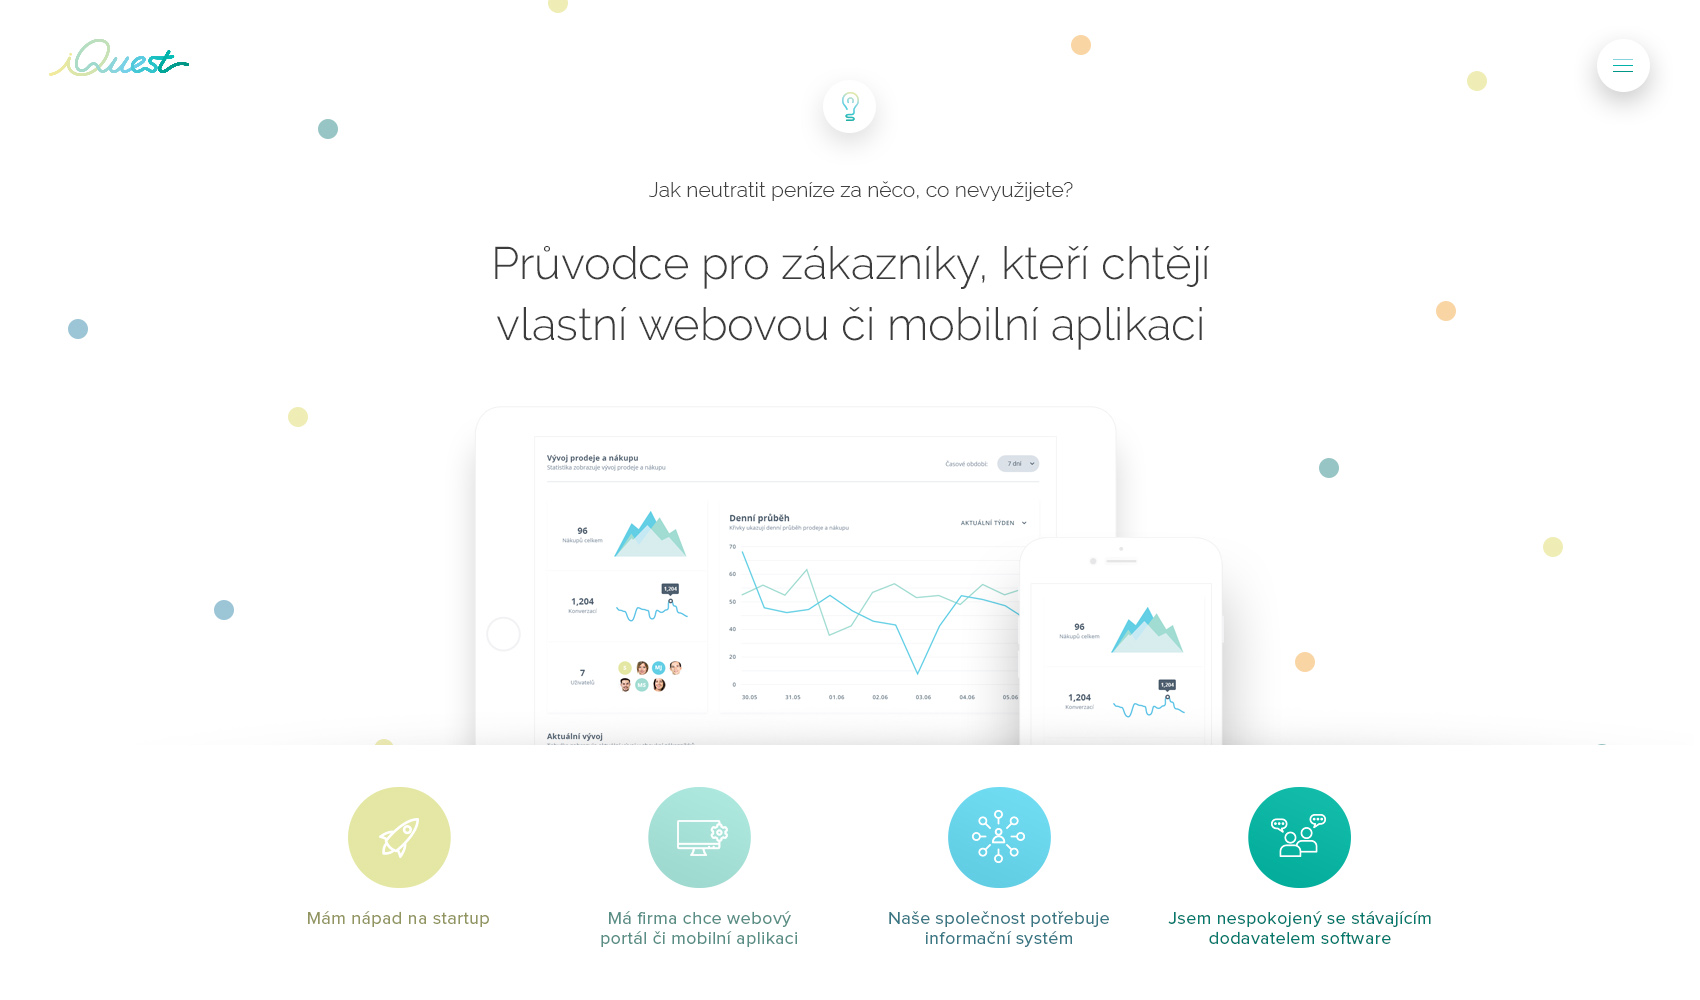 iQuest
Jak neutratit peníze za něco, co nevyužijete?
Průvodce pro zákazníky, kteří chtějí
vlastní webovou či mobilní aplikaci
Vývoj prodeje a nákupu
Statistika zobrazuje vývoj prodeje a nákupu
Časové období: 7 dní
96
Nákupů celkem
1,204
1,204
Konverzací
7
Uživatelů
MJ
Denní průběh
Křivky ukazují denní průběh prodeje a nákupu
AKTUÁLNÍ TÝDEN
70
60
50
40
20
0
30.05 31.05 01.06 02.06 03.06 04.06 05.06
Aktuální vývoj
96
Nákupů celkem
1,204
1,204
Konverzací
Mám nápad na startup
Má firma chce webový
portál či mobilní aplikaci
Naše společnost potřebuje
informační systém
Jsem nespokojený se stávajícím
dodavatelem software